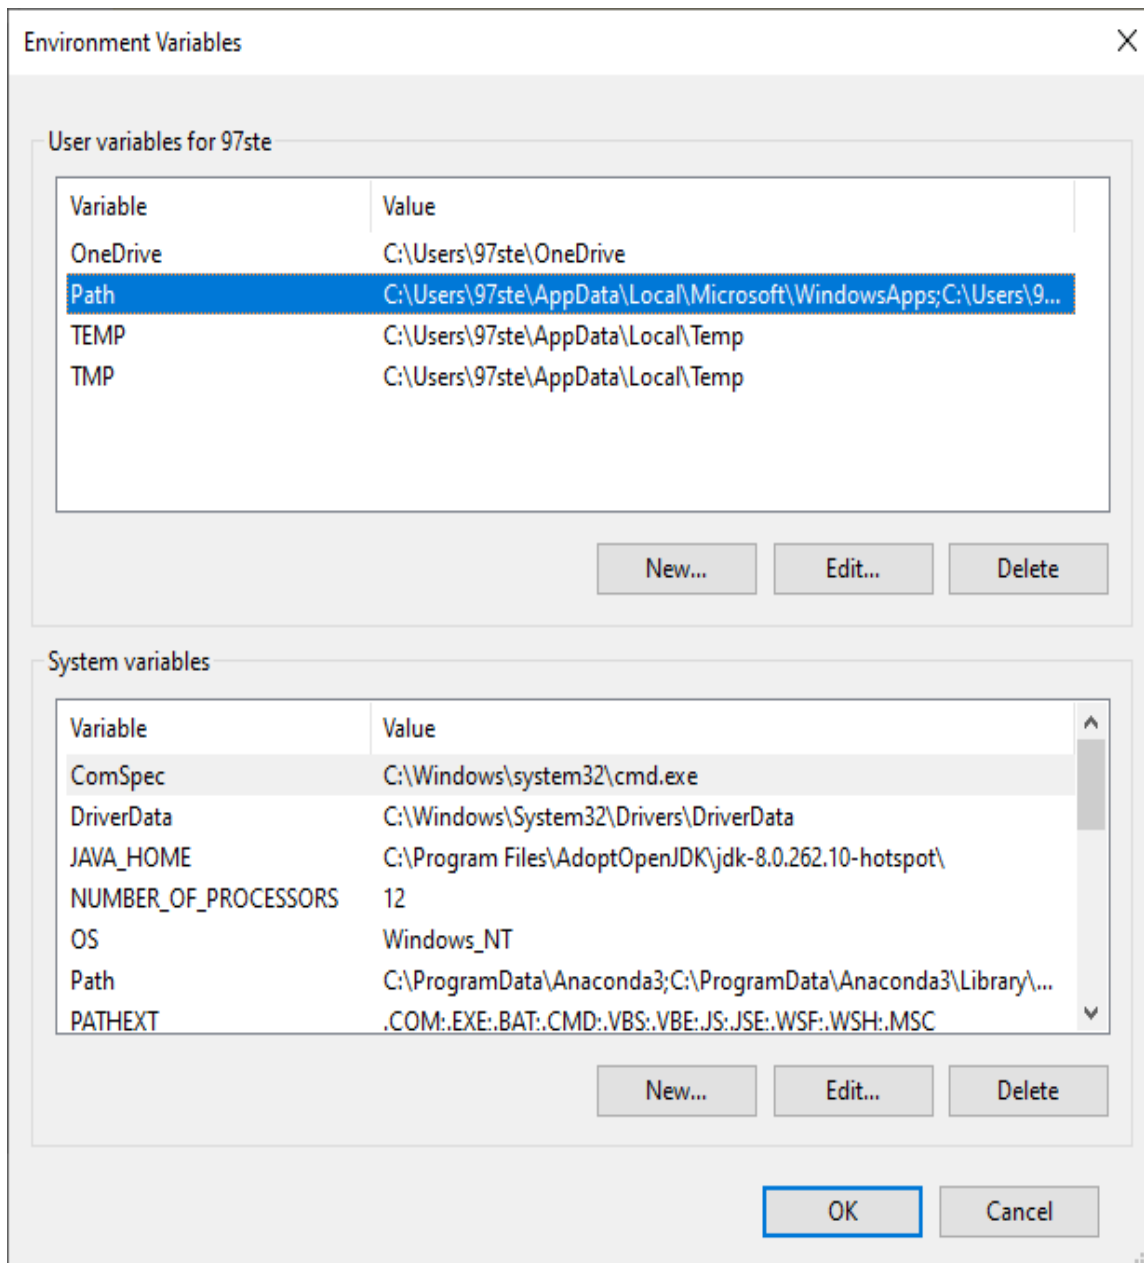 Environment Variables
User variables for 97ste
Variable Value
OneDrive C:\Users\97ste\OneDrive
Path C:\Users\97ste\AppData\Local\Microsoft\WindowsApps;C:\Users\9...
TEMP C:\Users\97ste\AppData\Local\Temp
TMP C:\Users\97ste\AppData\Local\Temp
New... Edit... Delete
System variables
Variable Value
ComSpec C:\Windows\system32\cmd.exe
DriverData C:\Windows\System32\Drivers\DriverData
JAVA_HOME C:\Program Files\AdoptOpenJDK\jdk-8.0.262.10-hotspot\
NUMBER_OF_PROCESSORS 12
OS Windows_NT
Path C:\ProgramData\Anaconda3;C:\ProgramData\Anaconda3\Library\...
PATHEXT .COM;.EXE;.BAT;.CMD;.VBS;.VBE;.JS;.JSE;.WSF;.WSH;.MSC
New... Edit... Delete
OK Cancel